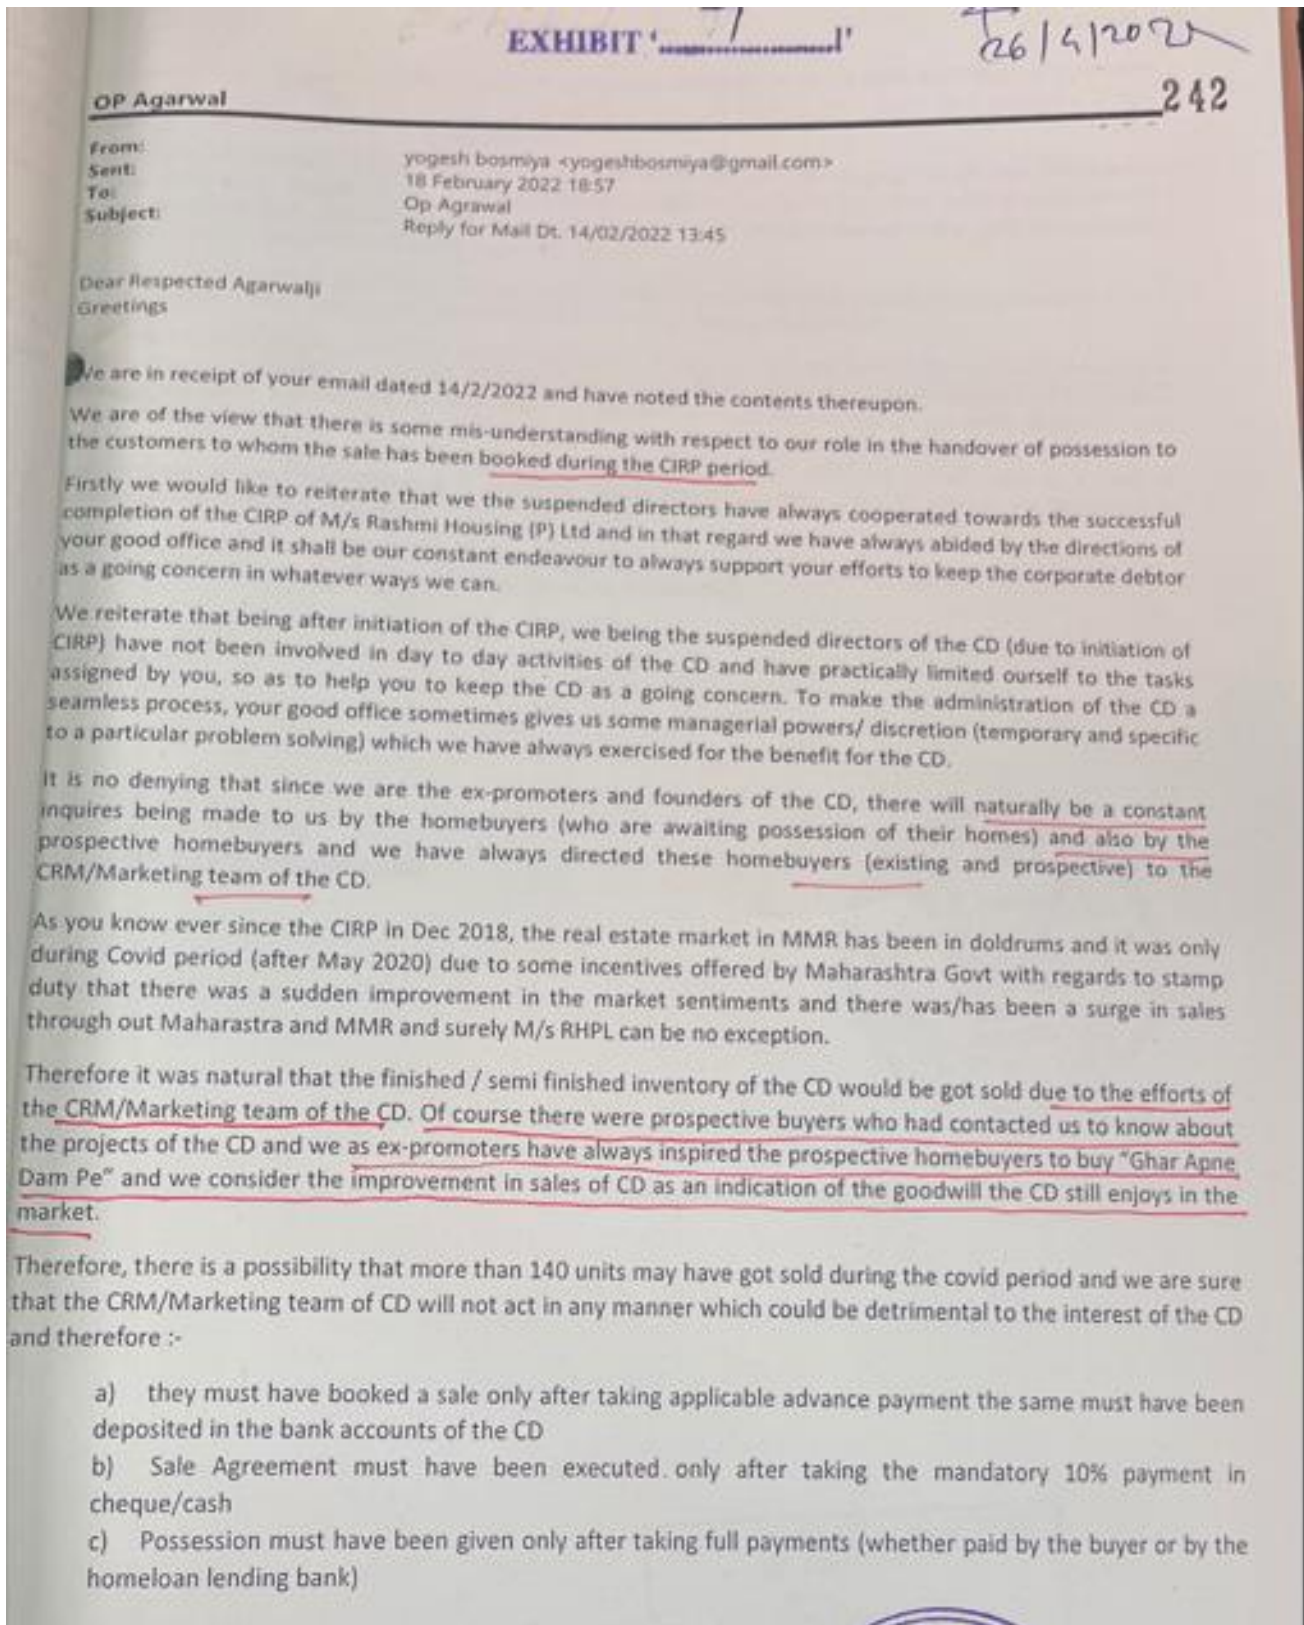 EXHIBIT '
26/4/202
OP Agarwal
242
From:
Sent:
To:
Subject:
yogesh bosmiya <yogeshbosmiya@gmail.com>
18 February 2022 18:57
Op Agrawal
Reply for Mail Dt. 14/02/2022 13:45
Dear Respected Agarwalji
Greetings
We are in receipt of your email dated 14/2/2022 and have noted the contents thereupon.
We are of the view that there is some mis-understanding with respect to our role in the handover of possession to
the customers to whom the sale has been booked during the CIRP period.
Firstly we would like to reiterate that we the suspended directors have always cooperated towards the successful
completion of the CIRP of M/s Rashmi Housing (P) Ltd and in that regard we have always abided by the directions of
your good office and it shall be our constant endeavour to always support your efforts to keep the corporate debtor
as a going concern in whatever ways we can.
We reiterate that being after initiation of the CIRP, we being the suspended directors of the CD (due to initiation of
CIRP) have not been involved in day to day activities of the CD and have practically limited ourself to the tasks
assigned by you, so as to help you to keep the CD as a going concern. To make the administration of the CD a
seamless process, your good office sometimes gives us some managerial powers/ discretion (temporary and specific
to a particular problem solving) which we have always exercised for the benefit for the CD.
It is no denying that since we are the ex-promoters and founders of the CD, there will naturally be a constant
inquires being made to us by the homebuyers (who are awaiting possession of their homes) and also by the
prospective homebuyers and we have always directed these homebuyers (existing and prospective) to the
CRM/Marketing team of the CD.
As you know ever since the CIRP in Dec 2018, the real estate market in MMR has been in doldrums and it was only
during Covid period (after May 2020) due to some incentives offered by Maharashtra Govt with regards to stamp
duty that there was a sudden improvement in the market sentiments and there was/has been a surge in sales
through out Maharastra and MMR and surely M/s RHPL can be no exception.
Therefore it was natural that the finished / semi finished inventory of the CD would be got sold due to the efforts of
the CRM/Marketing team of the CD. Of course there were prospective buyers who had contacted us to know about
the projects of the CD and we as ex-promoters have always inspired the prospective homebuyers to buy "Ghar Apne
Dam Pe" and we consider the improvement in sales of CD as an indication of the goodwill the CD still enjoys in the
market.
Therefore, there is a possibility that more than 140 units may have got sold during the covid period and we are sure
that the CRM/Marketing team of CD will not act in any manner which could be detrimental to the interest of the CD
and therefore :-
a) they must have booked a sale only after taking applicable advance payment the same must have been
deposited in the bank accounts of the CD
b) Sale Agreement must have been executed only after taking the mandatory 10% payment in
cheque/cash
c) Possession must have been given only after taking full payments (whether paid by the buyer or by the
homeloan lending bank)